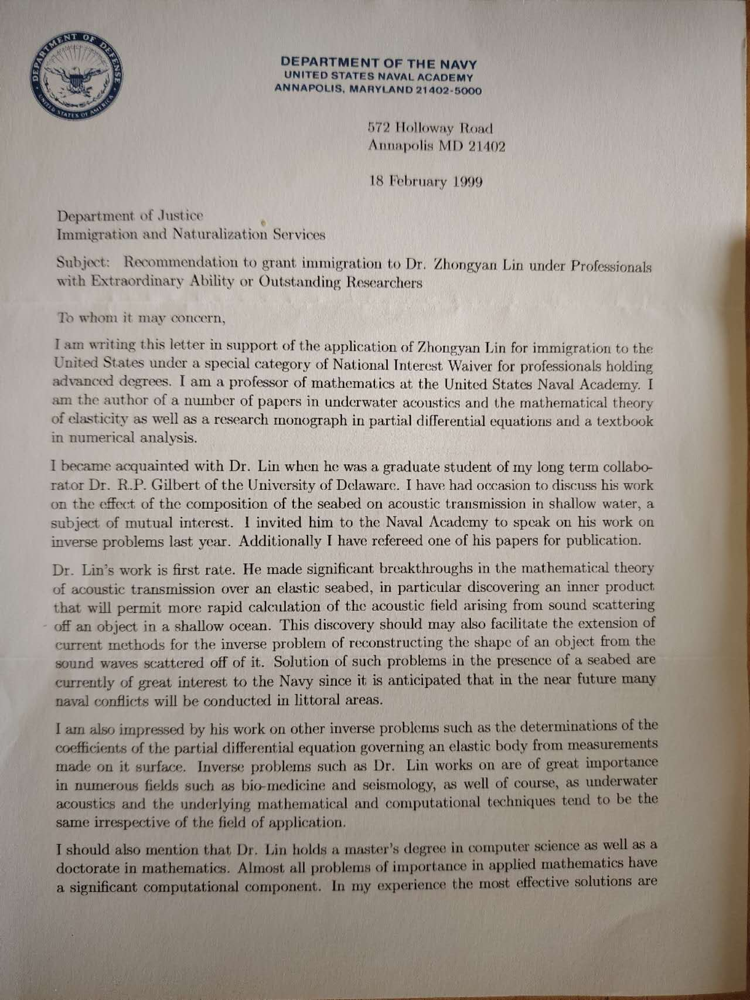 DEPARTMENT OF DEFENSE
UNITED STATES OF AMERICA
DEPARTMENT OF THE NAVY
UNITED STATES NAVAL ACADEMY
ANNAPOLIS, MARYLAND 21402-5000
572 Holloway Road
Annapolis MD 21402
18 February 1999
Department of Justice
Immigration and Naturalization Services
Subject: Recommendation to grant immigration to Dr. Zhongyan Lin under Professionals
with Extraordinary Ability or Outstanding Researchers
To whom it may concern,
I am writing this letter in support of the application of Zhongyan Lin for immigration to the
United States under a special category of National Interest Waiver for professionals holding
advanced degrees. I am a professor of mathematics at the United States Naval Academy. I
am the author of a number of papers in underwater acoustics and the mathematical theory
of elasticity as well as a research monograph in partial differential equations and a textbook
in numerical analysis.
I became acquainted with Dr. Lin when he was a graduate student of my long term collabo-
rator Dr. R.P. Gilbert of the University of Delaware. I have had occasion to discuss his work
on the effect of the composition of the seabed on acoustic transmission in shallow water, a
subject of mutual interest. I invited him to the Naval Academy to speak on his work on
inverse problems last year. Additionally I have refereed one of his papers for publication.
Dr. Lin's work is first rate. He made significant breakthroughs in the mathematical theory
of acoustic transmission over an elastic seabed, in particular discovering an inner product
that will permit more rapid calculation of the acoustic field arising from sound scattering
off an object in a shallow ocean. This discovery should may also facilitate the extension of
current methods for the inverse problem of reconstructing the shape of an object from the
sound waves scattered off of it. Solution of such problems in the presence of a seabed are
currently of great interest to the Navy since it is anticipated that in the near future many
naval conflicts will be conducted in littoral areas.
I am also impressed by his work on other inverse problems such as the determinations of the
coefficients of the partial differential equation governing an elastic body from measurements
made on it surface. Inverse problems such as Dr. Lin works on are of great importance
in numerous fields such as bio-medicine and seismology, as well of course, as underwater
acoustics and the underlying mathematical and computational techniques tend to be the
same irrespective of the field of application.
I should also mention that Dr. Lin holds a master's degree in computer science as well as a
doctorate in mathematics. Almost all problems of importance in applied mathematics have
a significant computational component. In my experience the most effective solutions are